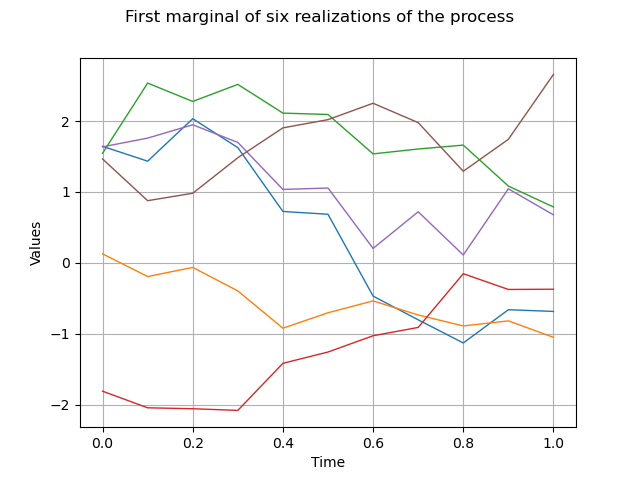 First marginal of six realizations of the process
2
1
0
−1
−2
Values
0.0 0.2 0.4 0.6 0.8 1.0
Time